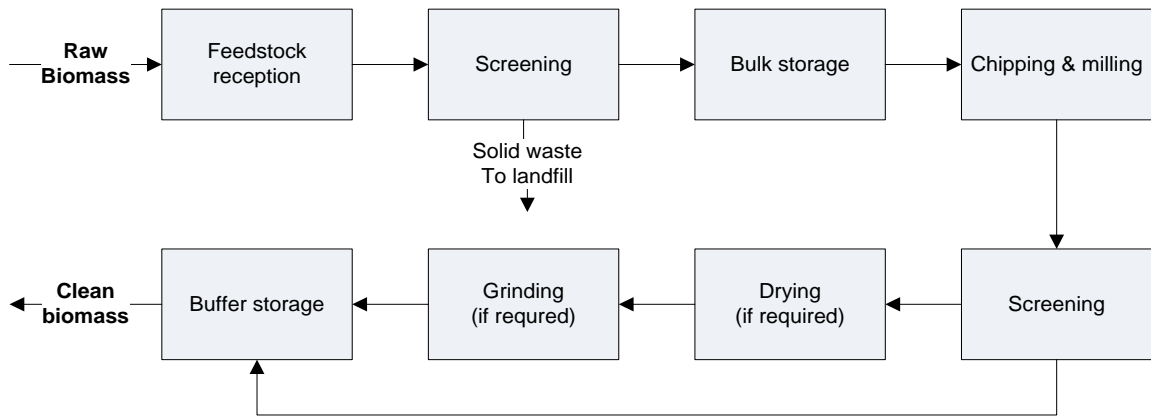 Raw
Biomass
Feedstock
reception
Screening
Bulk storage
Chipping & milling
Solid waste
To landfill
Clean
biomass
Buffer storage
Grinding
(if requred)
Drying
(if required)
Screening